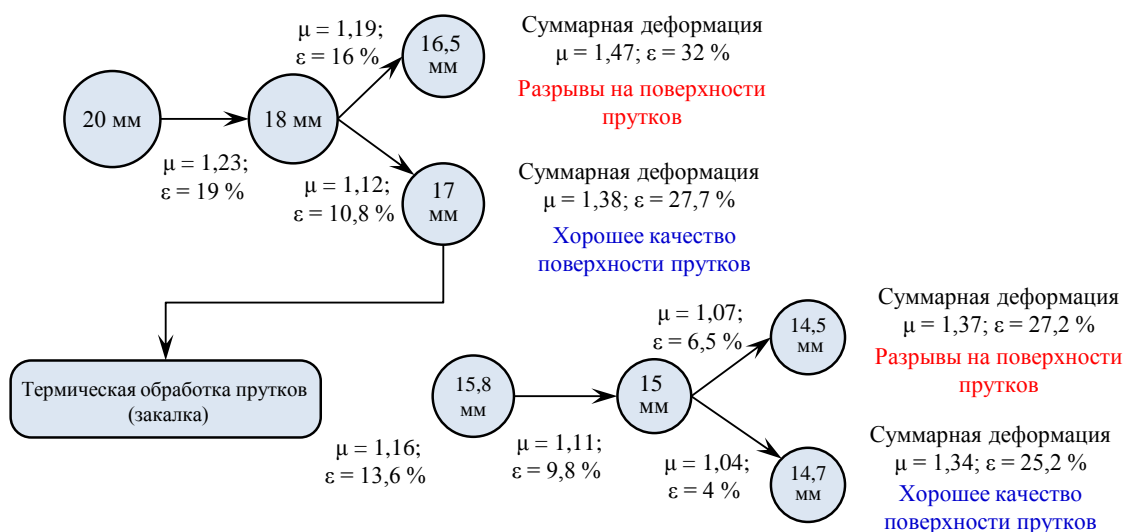 μ = 1,19;
ε = 16 %
16,5
мм
Суммарная деформация
μ = 1,47; ε = 32 %
Разрывы на поверхности
прутков
20 мм
18 мм
μ = 1,23;
ε = 19 %
μ = 1,12;
ε = 10,8 %
17
мм
Суммарная деформация
μ = 1,38; ε = 27,7 %
Хорошее качество
поверхности прутков
Термическая обработка прутков
(закалка)
μ = 1,16;
ε = 13,6 %
15,8
мм
μ = 1,11;
ε = 9,8 %
15
мм
μ = 1,07;
ε = 6,5 %
14,5
мм
Суммарная деформация
μ = 1,37; ε = 27,2 %
Разрывы на поверхности
прутков
μ = 1,04;
ε = 4 %
14,7
мм
Суммарная деформация
μ = 1,34; ε = 25,2 %
Хорошее качество
поверхности прутков